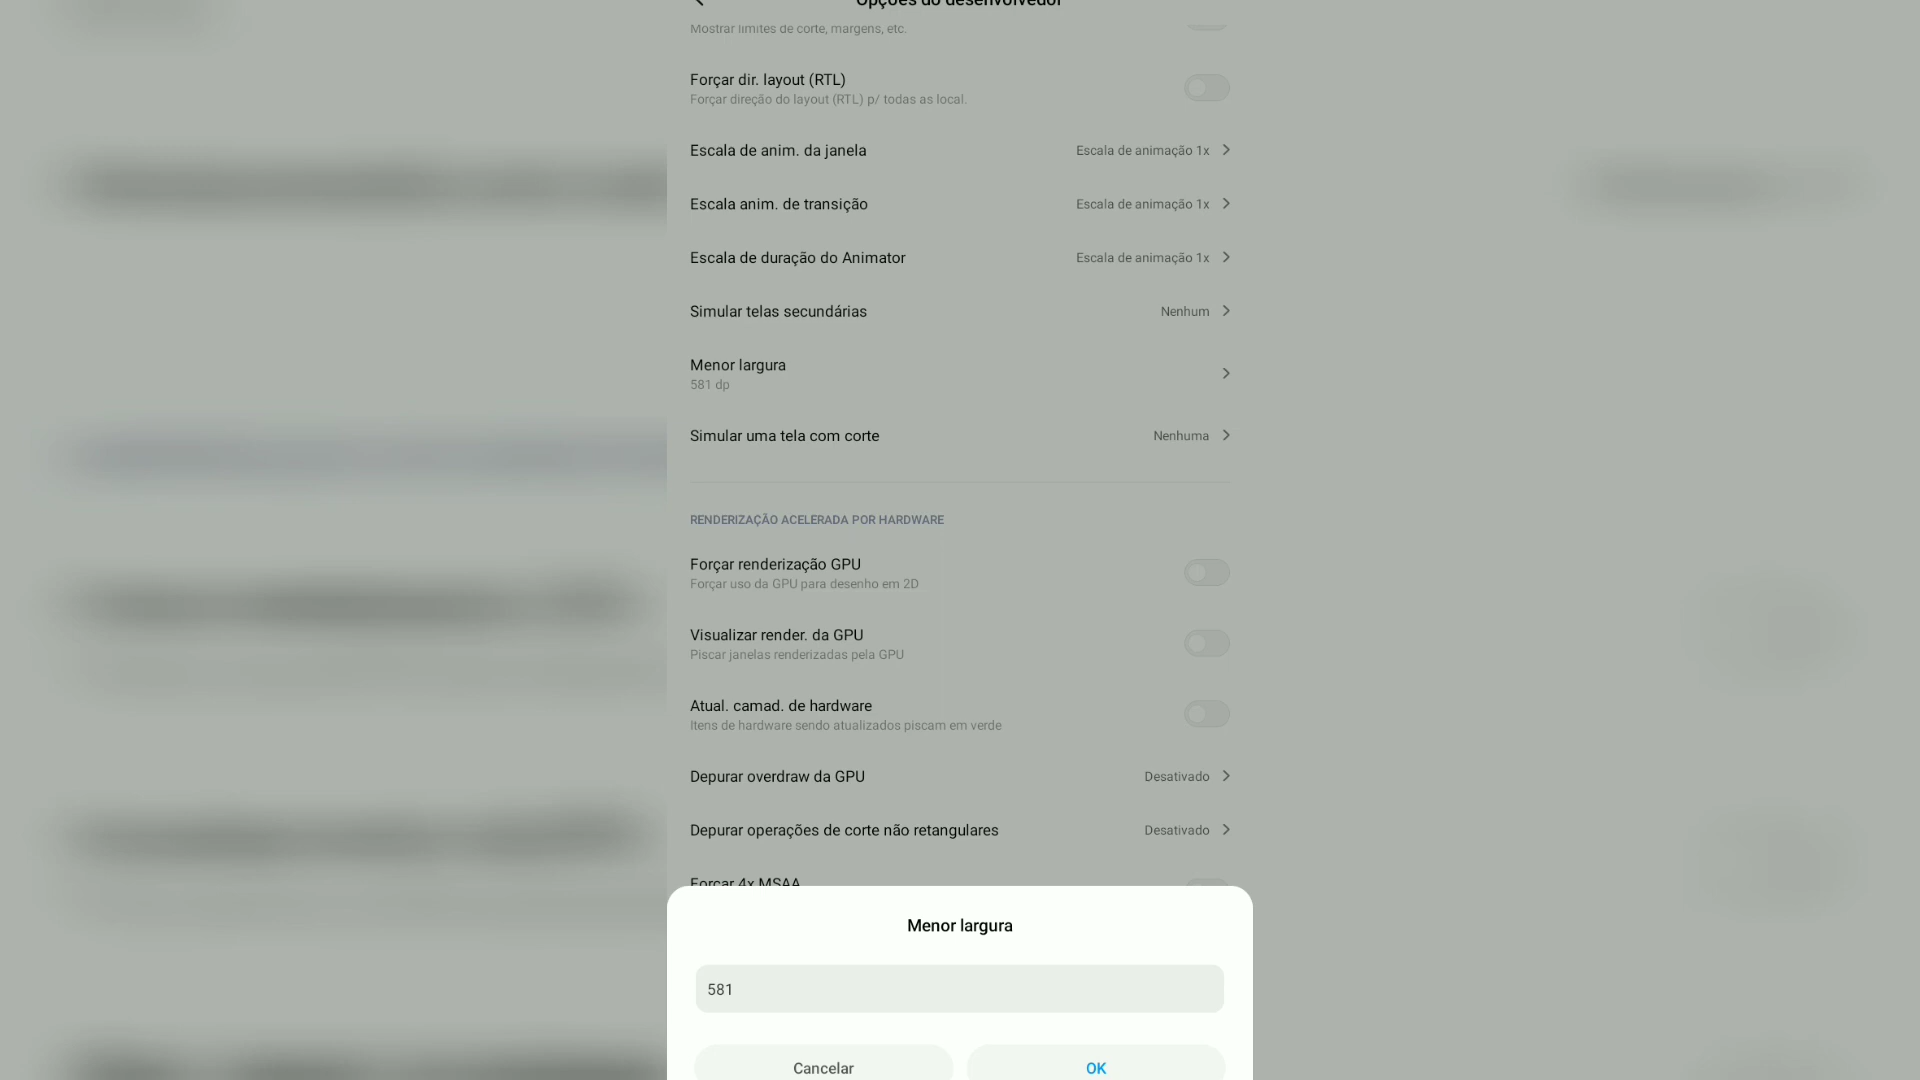 Opções do desenvolvedor
Mostrar limites de corte, margens, etc.
Forçar dir. layout (RTL)
Forçar direção do layout (RTL) p/ todas as local.
Escala de anim. da janela
Escala de animação 1x
Escala anim. de transição
Escala de animação 1x
Escala de duração do Animator
Escala de animação 1x
Simular telas secundárias
Nenhum
Menor largura
581 dp
Simular uma tela com corte
Nenhuma
RENDERIZAÇÃO ACELERADA POR HARDWARE
Forçar renderização GPU
Forçar uso da GPU para desenho em 2D
Visualizar render. da GPU
Piscar janelas renderizadas pela GPU
Atual. camad. de hardware
Itens de hardware sendo atualizados piscam em verde
Depurar overdraw da GPU
Desativado
Depurar operações de corte não retangulares
Desativado
Forçar 4x MSAA
Menor largura
581
Cancelar
OK